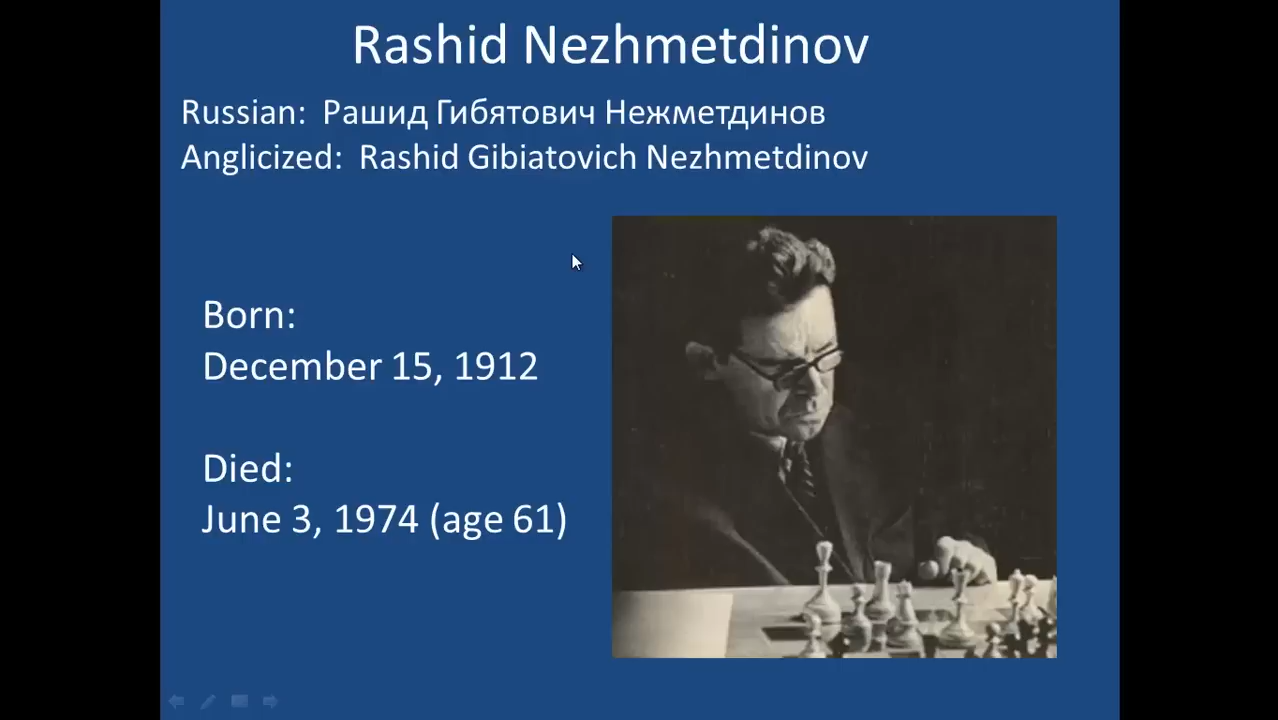 Rashid Nezhmetdinov
Russian: Рашид Гибятович Нежметдинов
Anglicized: Rashid Gibiatovich Nezhmetdinov
Born:
December 15, 1912
Died:
June 3, 1974 (age 61)